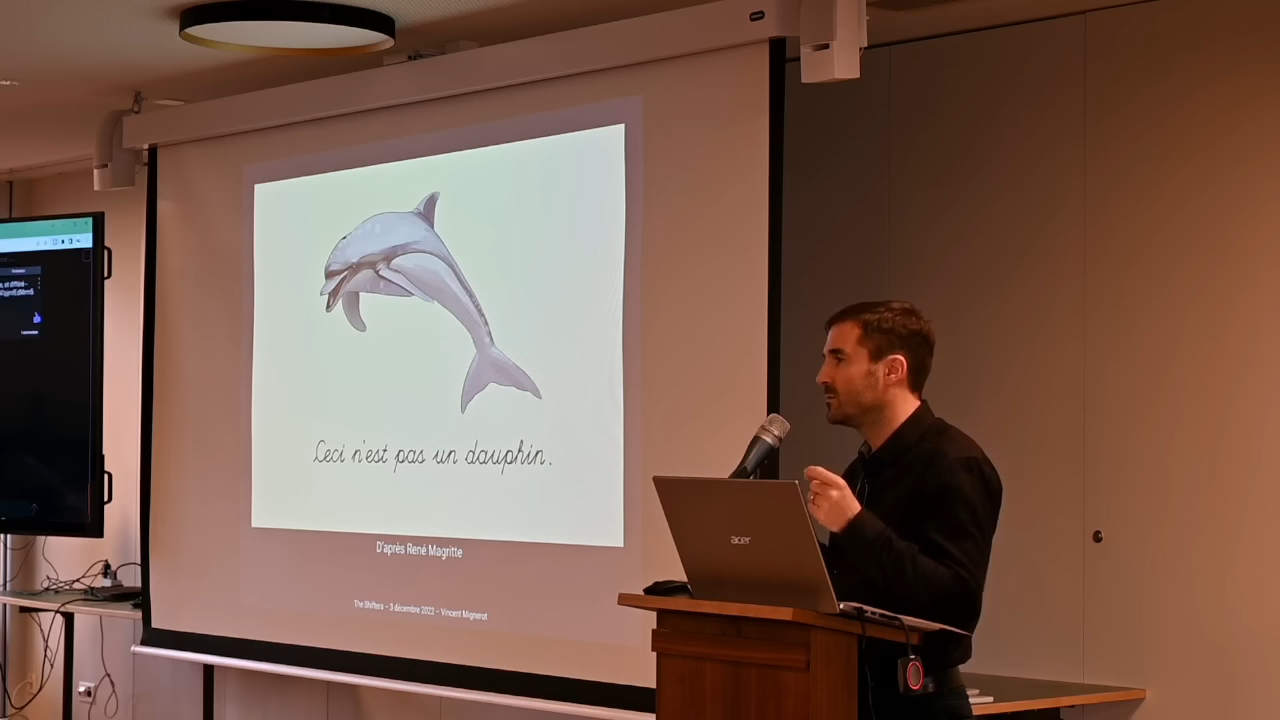 Ceci n'est pas un dauphin.
D'après René Magritte
The Shifters – 3 décembre 2022 – Vincent Mignerot
acer